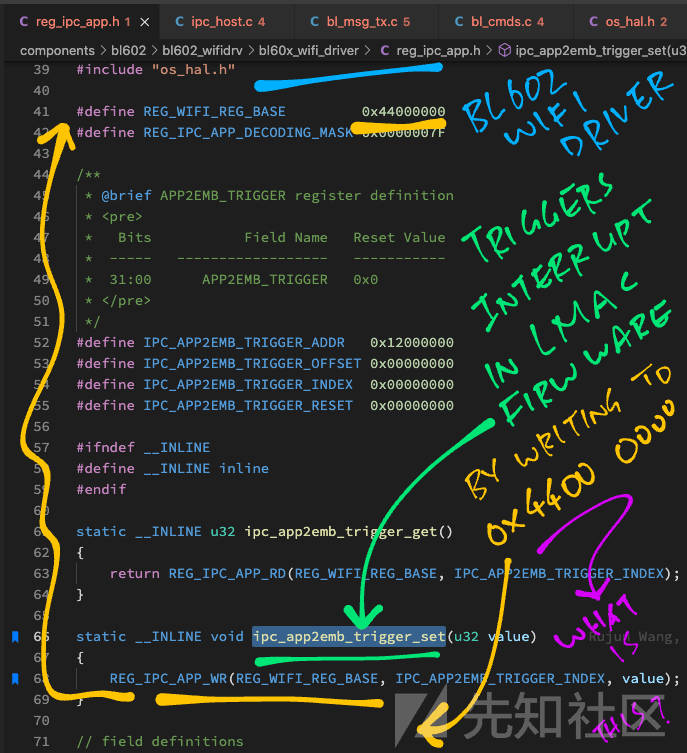 reg_ipc_app.h 1
ipc_host.c 4
bl_msg_tx.c 5
bl_cmds.c 4
os_hal.h 2
components > bl602 > bl602_wifidrv > bl60x_wifi_driver > reg_ipc_app.h > ipc_app2emb_trigger_set(u3
39 #include "os_hal.h"
40
41 #define REG_WIFI_REG_BASE 0x44000000
42 #define REG_IPC_APP_DECODING_MASK 0x0000007F
43
44 /**
45 * @brief APP2EMB_TRIGGER register definition
46 * <pre>
47 * Bits Field Name Reset Value
48 * ----- ------------------ -----------
49 * 31:00 APP2EMB_TRIGGER 0x0
50 * </pre>
51 */
52 #define IPC_APP2EMB_TRIGGER_ADDR 0x12000000
53 #define IPC_APP2EMB_TRIGGER_OFFSET 0x00000000
54 #define IPC_APP2EMB_TRIGGER_INDEX 0x00000000
55 #define IPC_APP2EMB_TRIGGER_RESET 0x00000000
56
57 #ifndef __INLINE
58 #define __INLINE inline
59 #endif
60
61 static __INLINE u32 ipc_app2emb_trigger_get()
62 {
63 return REG_IPC_APP_RD(REG_WIFI_REG_BASE, IPC_APP2EMB_TRIGGER_INDEX);
64 }
65
66 static __INLINE void ipc_app2emb_trigger_set(u32 value) Rujun Wang,
67 {
68 REG_IPC_APP_WR(REG_WIFI_REG_BASE, IPC_APP2EMB_TRIGGER_INDEX, value);
69 }
70
71 // field definitions
BL602
WIFI
DRIVER
TRIGGERS
INTERRUPT
IN LMAC
FIRMWARE
BY WRITING TO
0X4400 0000
WHAT
IS
THIS?
先知社区